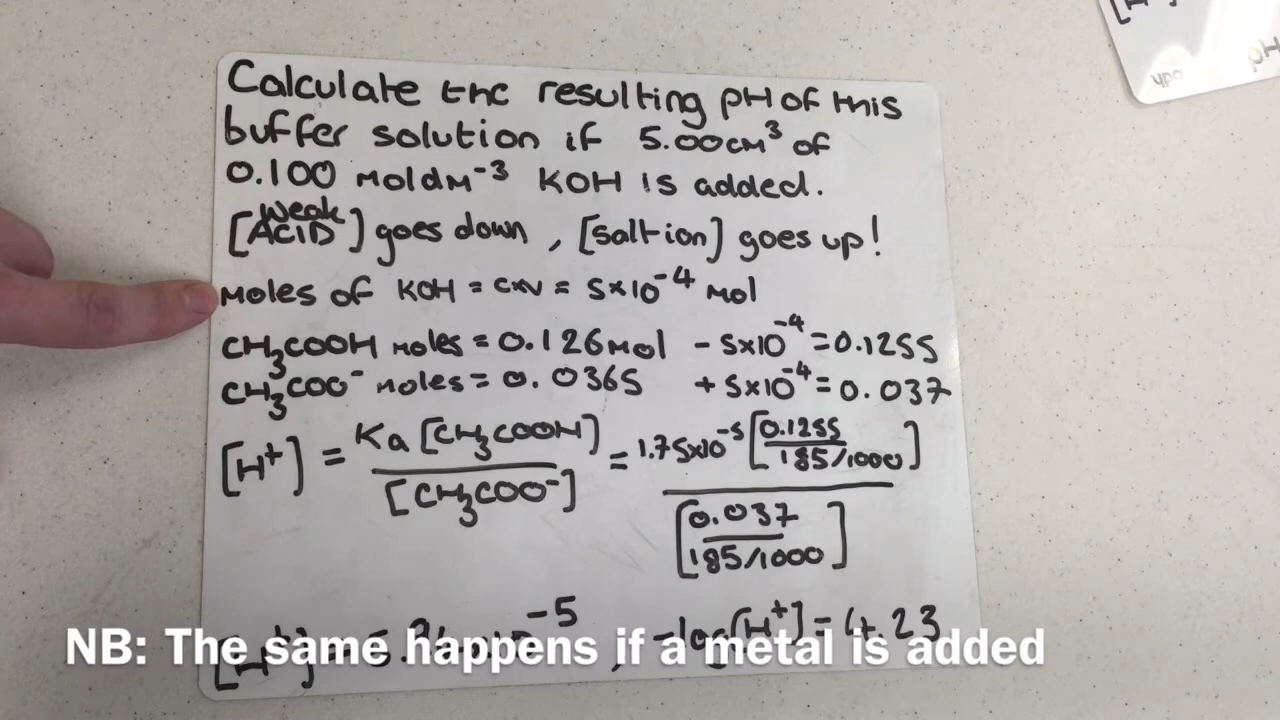 Calculate the resulting pH of this
buffer solution if 5.00cm³ of
0.100 moldm⁻³ KOH is added.
[weak ACID] goes down, [salt ion] goes up!
Moles of KOH = cxv = 5x10⁻⁴ mol
CH₃COOH moles = 0.126mol - 5x10⁻⁴ = 0.1255
CH₃COO⁻ moles = 0.0365 + 5x10⁻⁴ = 0.037
[H⁺] = Ka [CH₃COOH] / [CH₃COO⁻] = 1.75x10⁻⁵ [0.1255 / 185/1000] / [0.037 / 185/1000]
[H⁺] = ⁻⁵, -log[H⁺] = 4.23
NB: The same happens if a metal is added
pH